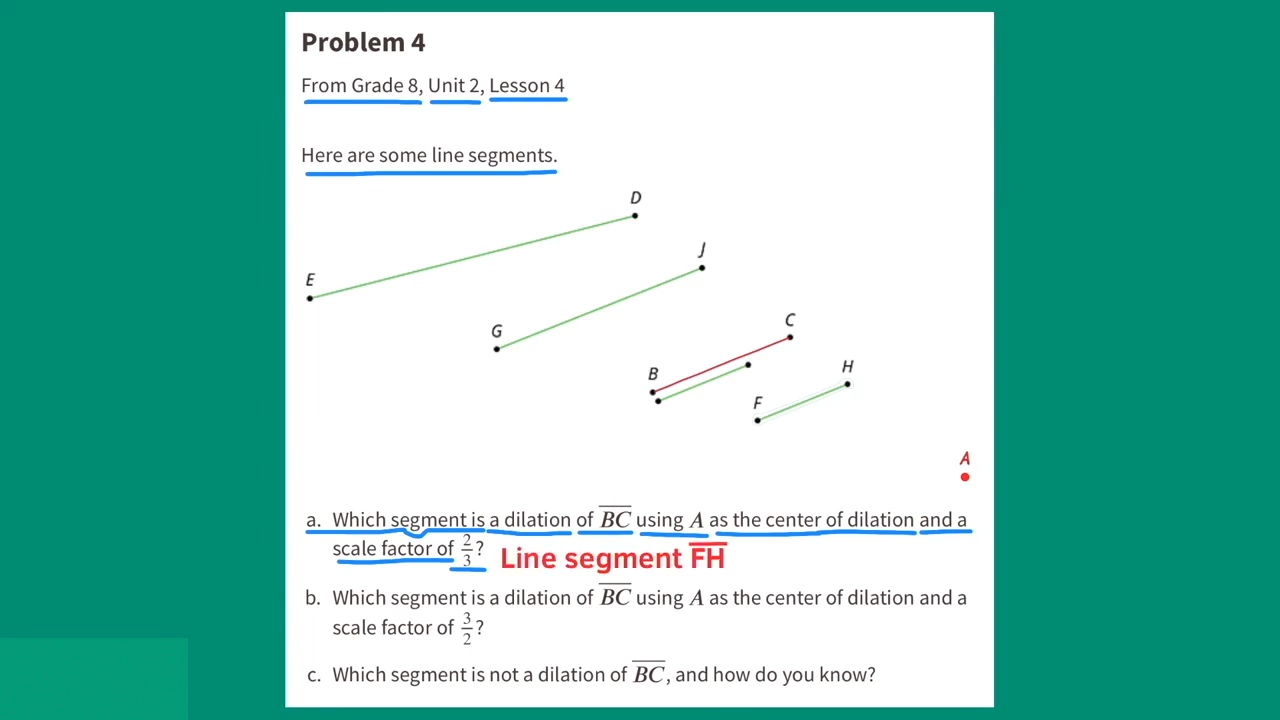 Problem 4
From Grade 8, Unit 2, Lesson 4
Here are some line segments.
D
J
E
G
C
B
H
F
A
a. Which segment is a dilation of BC using A as the center of dilation and a
scale factor of 2/3? Line segment FH
b. Which segment is a dilation of BC using A as the center of dilation and a
scale factor of 3/2?
c. Which segment is not a dilation of BC, and how do you know?